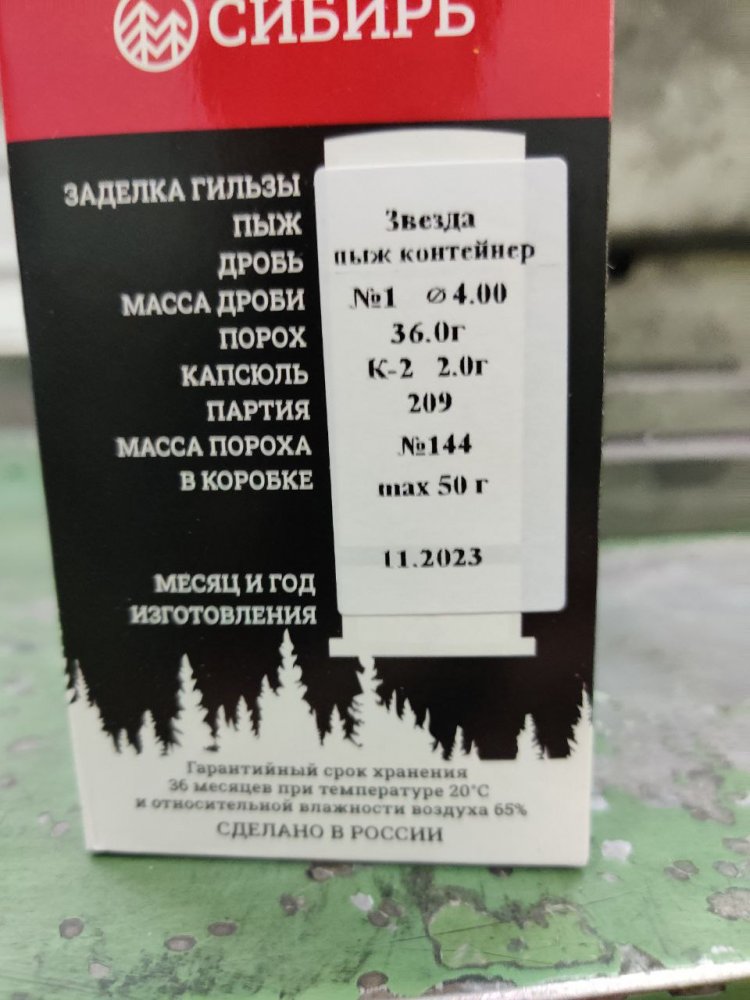 СИБИРЬ
ЗАДЕЛКА ГИЛЬЗЫ
Звезда
ПЫЖ
пыж контейнер
ДРОБЬ
№1 ⌀4.00
МАССА ДРОБИ
36.0г
ПОРОХ
К-2 2.0г
КАПСЮЛЬ
209
ПАРТИЯ
№144
МАССА ПОРОХА
В КОРОБКЕ
max 50 г
МЕСЯЦ И ГОД
ИЗГОТОВЛЕНИЯ
11.2023
Гарантийный срок хранения
36 месяцев при температуре 20°C
и относительной влажности воздуха 65%
СДЕЛАНО В РОССИИ